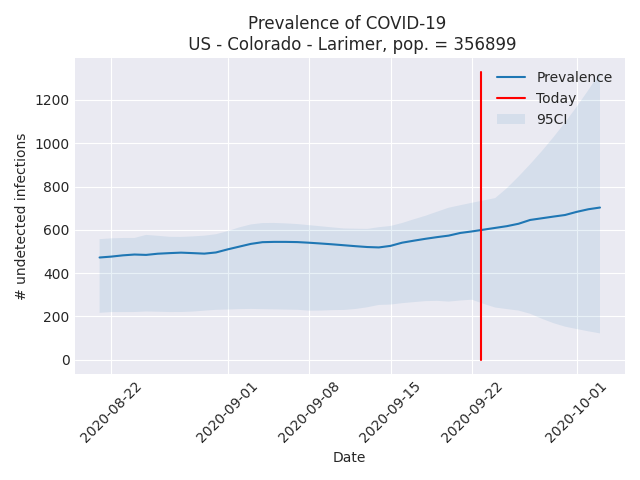 Prevalence of COVID-19
US - Colorado - Larimer, pop. = 356899
Prevalence
Today
95CI
# undetected infections
1200
1000
800
600
400
200
0
2020-08-22
2020-09-01
2020-09-08
2020-09-15
2020-09-22
2020-10-01
Date